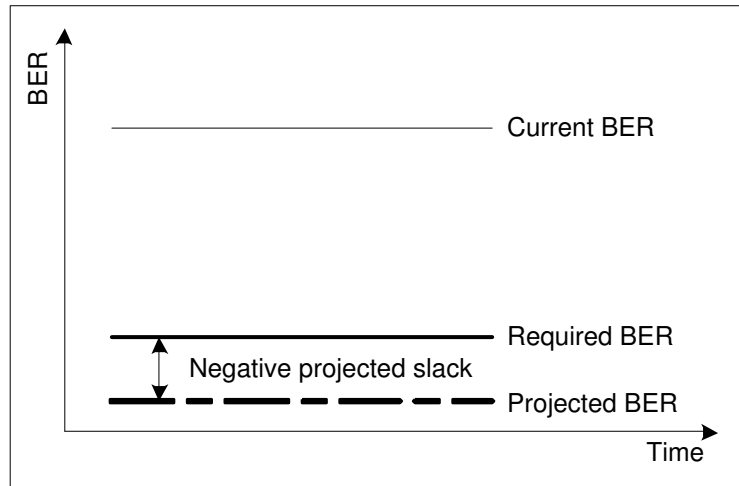 BER
Current BER
Required BER
Negative projected slack
Projected BER
Time